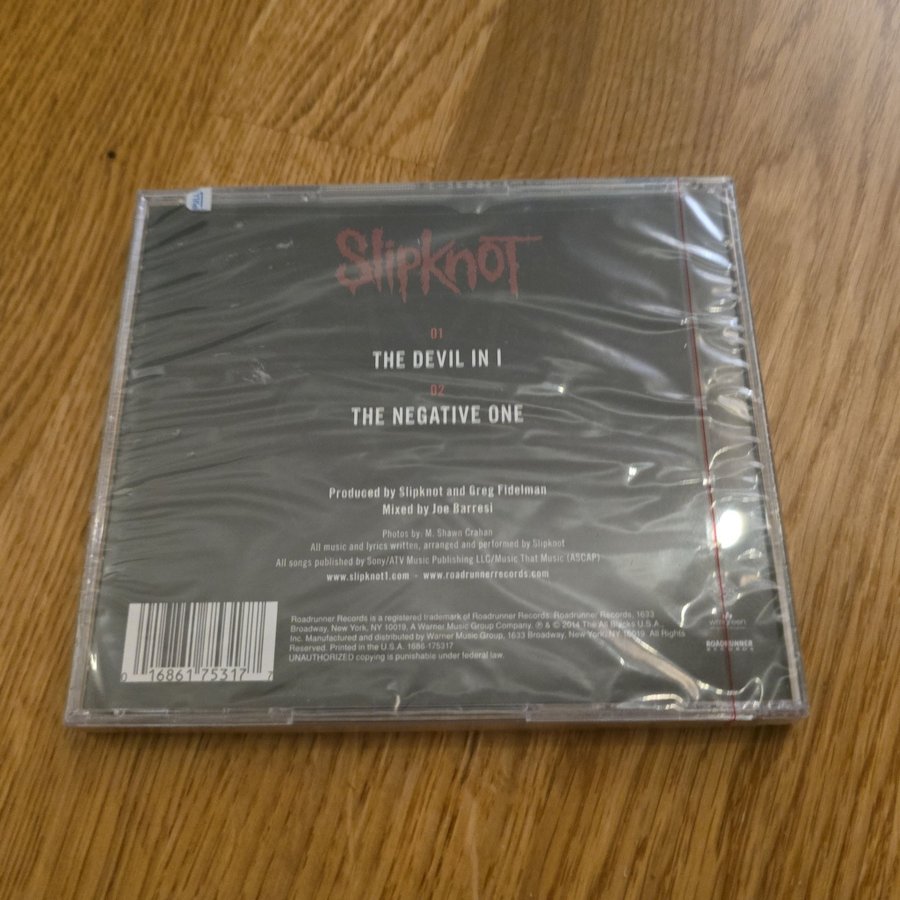 Slipknot
01
THE DEVIL IN I
02
THE NEGATIVE ONE
Produced by Slipknot and Greg Fidelman
Mixed by Joe Barresi
Photos by: M. Shawn Crahan
All music and lyrics written, arranged and performed by Slipknot
All songs published by Sony/ATV Music Publishing LLC/Music That Music (ASCAP)
www.slipknot1.com - www.roadrunnerrecords.com
Roadrunner Records is a registered trademark of Roadrunner Records. Roadrunner Records, 1633
Broadway, New York, NY 10019. A Warner Music Group Company. ℗ & © 2014 The All Blacks U.S.A.,
Inc. Manufactured and distributed by Warner Music Group, 1633 Broadway, New York, NY 10019. All Rights
Reserved. Printed in the U.S.A. 1686-175317
UNAUTHORIZED copying is punishable under federal law.
0 16861 75317 7
ROADRUNNER
RECORDS